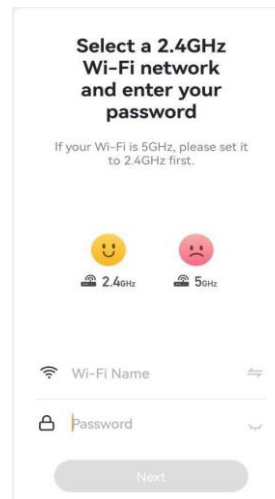 Select a 2.4GHz
Wi-Fi network
and enter your
password
If your Wi-Fi is 5GHz, please set it
to 2.4GHz first.
2.4GHz 5GHz
Wi-Fi Name
Password
Next